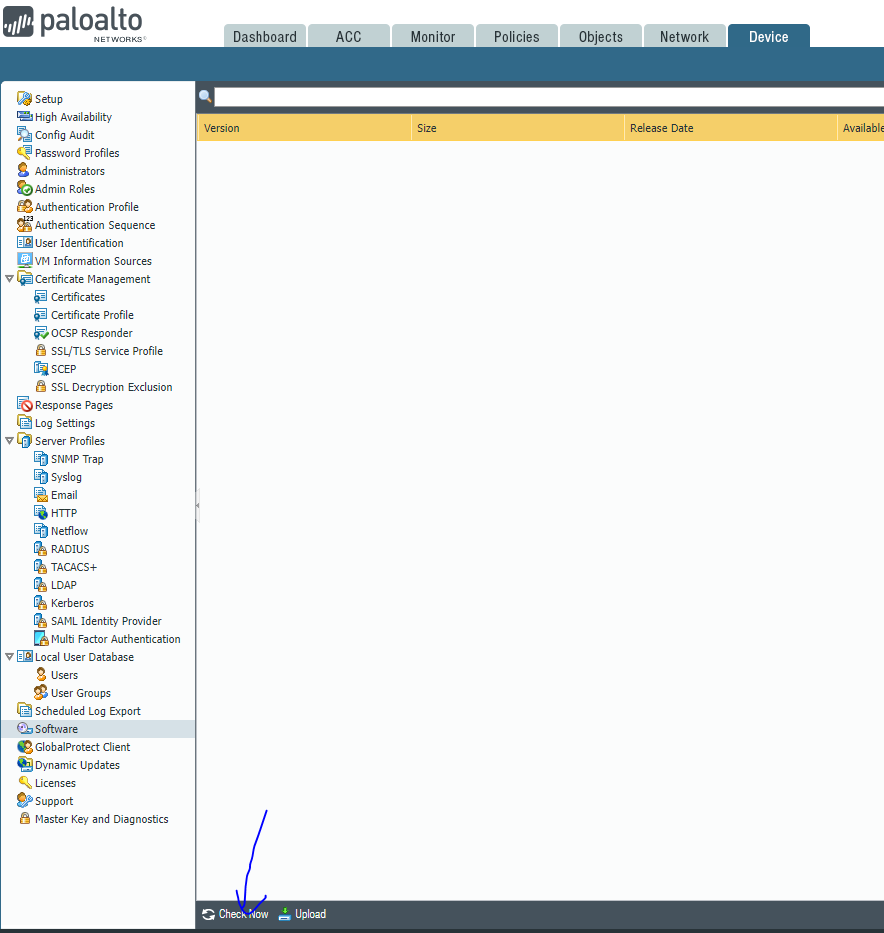 paloalto
NETWORKS®
Dashboard ACC Monitor Policies Objects Network Device
Setup
High Availability
Config Audit
Password Profiles
Administrators
Admin Roles
Authentication Profile
Authentication Sequence
User Identification
VM Information Sources
Certificate Management
Certificates
Certificate Profile
OCSP Responder
SSL/TLS Service Profile
SCEP
SSL Decryption Exclusion
Response Pages
Log Settings
Server Profiles
SNMP Trap
Syslog
Email
HTTP
Netflow
RADIUS
TACACS+
LDAP
Kerberos
SAML Identity Provider
Multi Factor Authentication
Local User Database
Users
User Groups
Scheduled Log Export
Software
GlobalProtect Client
Dynamic Updates
Licenses
Support
Master Key and Diagnostics
Version Size Release Date Available
Check Now Upload